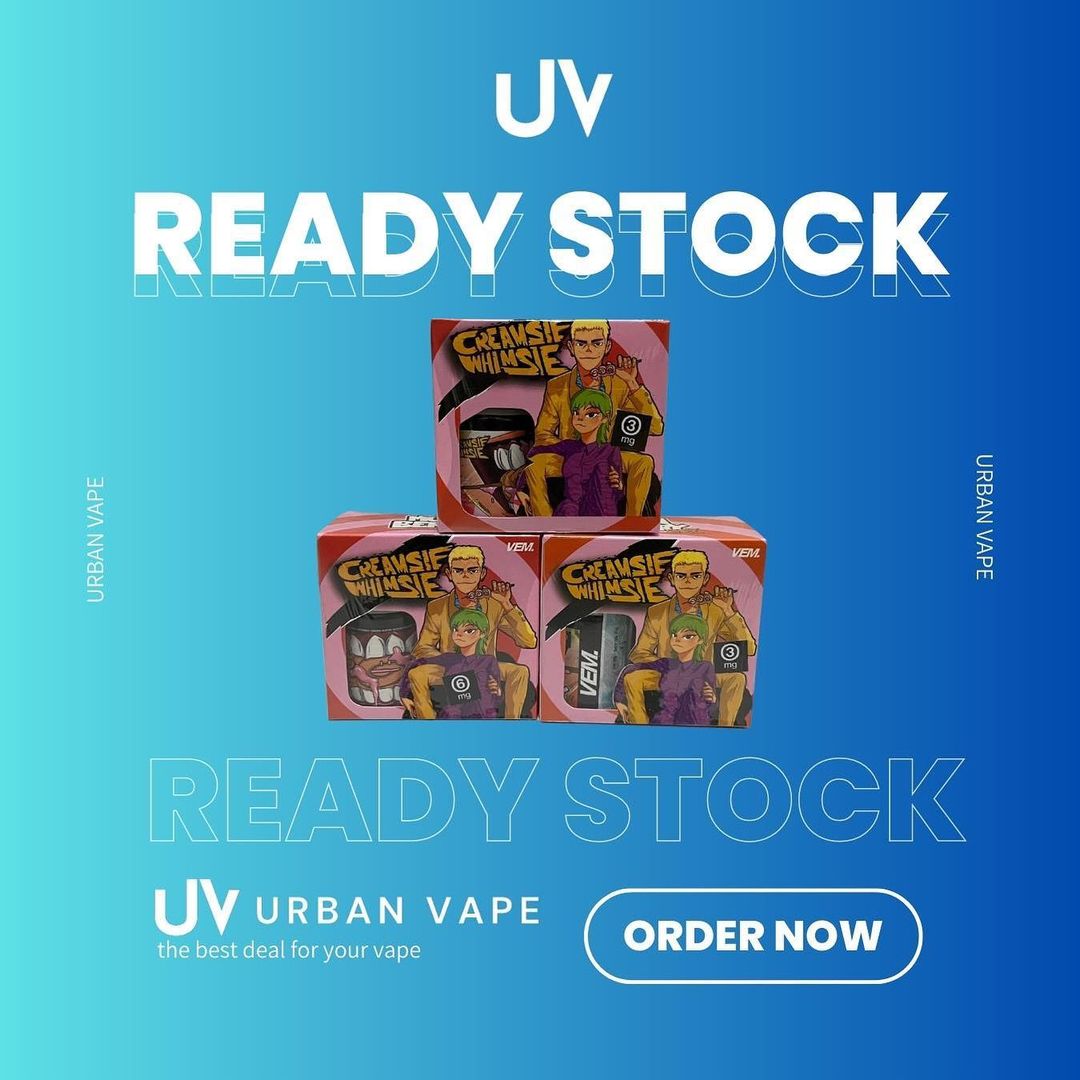 UV
READY STOCK
URBAN VAPE
URBAN VAPE
CREAMSIE
WHIMSIE
3
mg
VEM.
CREAMSIE
WHIMSIE
6
mg
VEM.
CREAMSIE
WHIMSIE
VEM.
3
mg
READY STOCK
UV URBAN VAPE
the best deal for your vape
ORDER NOW